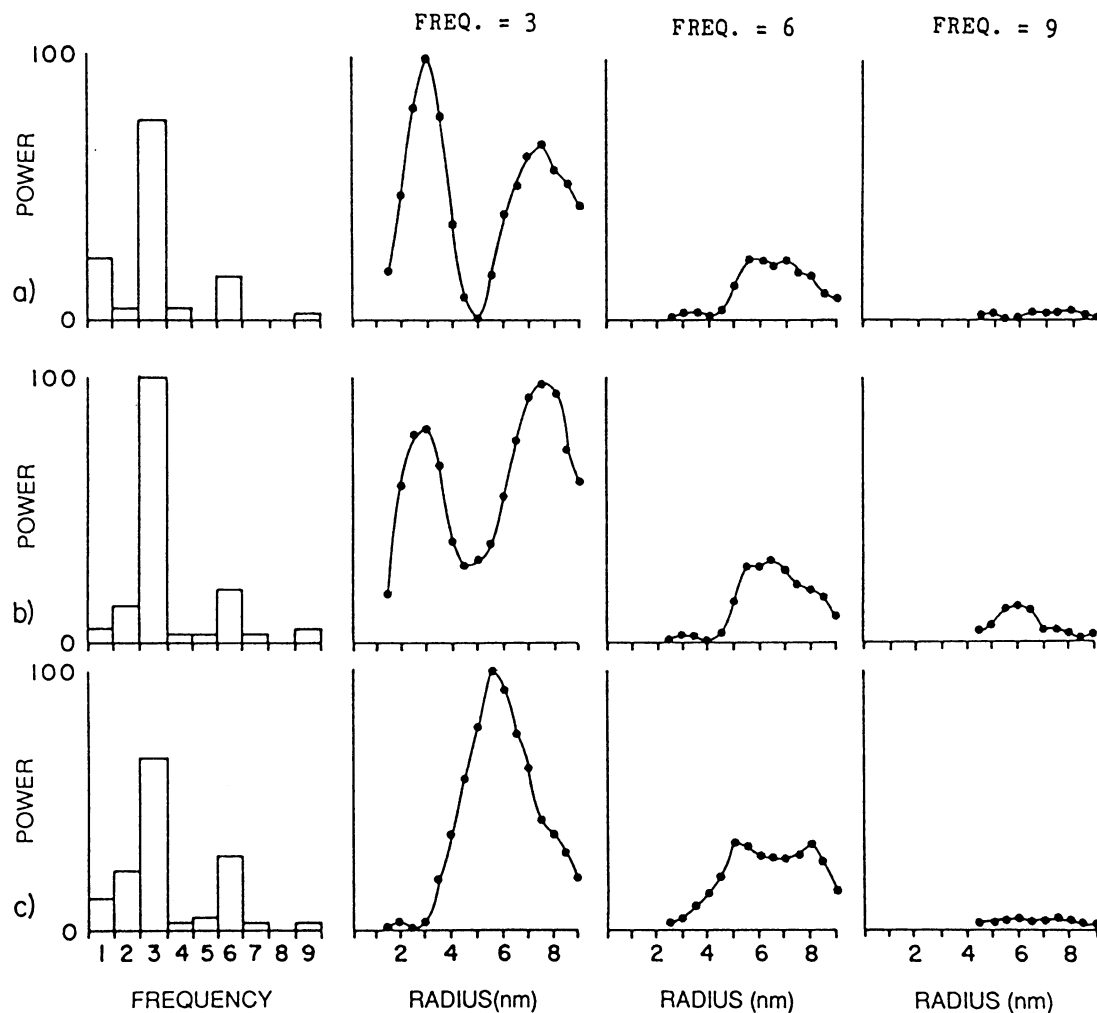 FREQ. = 3
FREQ. = 6
FREQ. = 9
100
POWER
a)
0
100
POWER
b)
0
100
POWER
c)
0
1 2 3 4 5 6 7 8 9
2 4 6 8
2 4 6 8
2 4 6 8
FREQUENCY
RADIUS(nm)
RADIUS (nm)
RADIUS (nm)